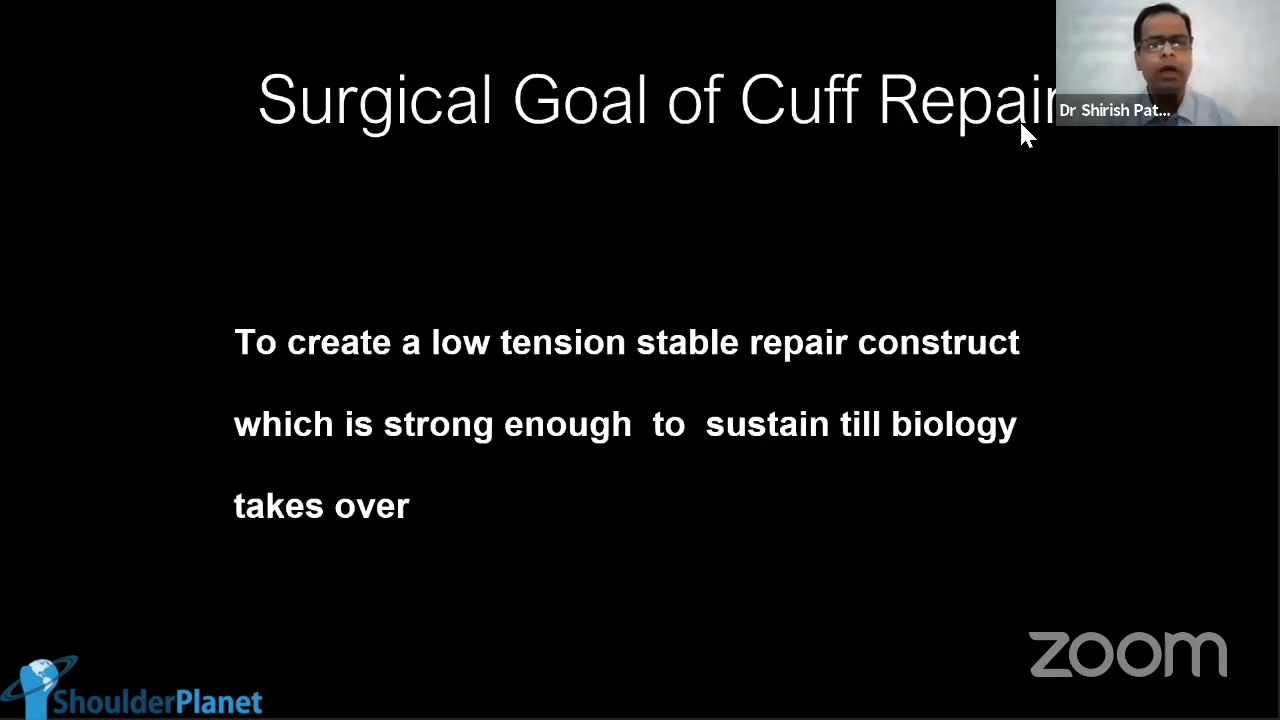 Surgical Goal of Cuff Repair
Dr Shirish Pat...
To create a low tension stable repair construct
which is strong enough to sustain till biology
takes over
zoom
ShoulderPlanet